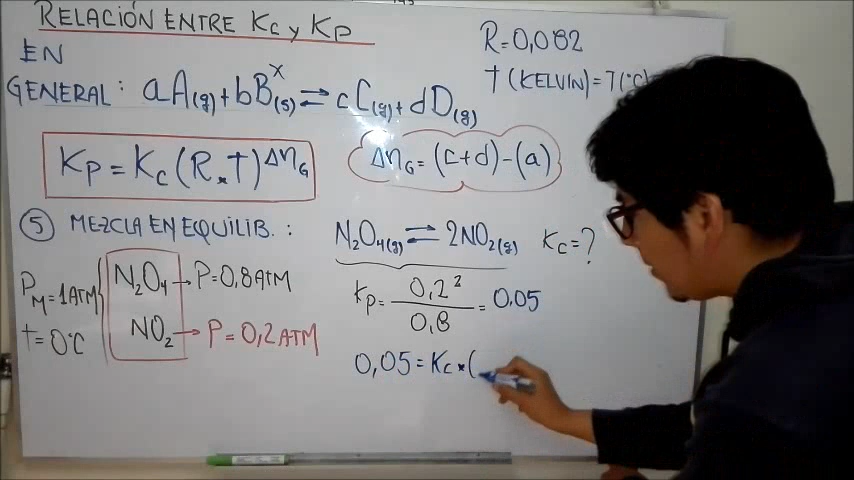 RELACIÓN ENTRE Kc y Kp
R=0,082
EN
T (KELVIN)=T(°C)
GENERAL: aA(g)+bB(s)⇌cC(g)+dD(g)
x
Kp=Kc(R*T)^ΔnG
ΔnG=(c+d)-(a)
5 MEZCLA EN EQUILIB.:
N₂O₄(g)⇌2NO₂(g) Kc=?
PM=1ATM
T=0°C
N₂O₄→P=0,8ATM
NO₂→P=0,2ATM
Kp=0,2²/0,8=0.05
0,05=Kc*(